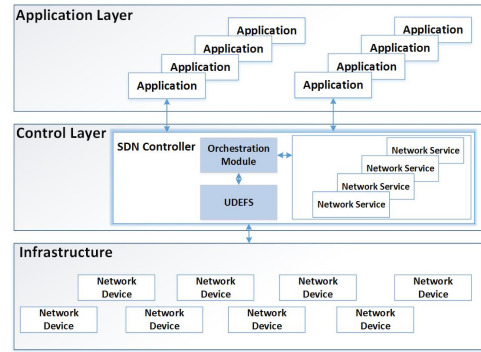 Application Layer
Application
Application
Application
Application
Application
Application
Application
Application
Control Layer
SDN Controller
Orchestration
Module
UDEFS
Network Service
Network Service
Network Service
Network Service
Infrastructure
Network
Device
Network
Device
Network
Device
Network
Device
Network
Device
Network
Device
Network
Device
Network
Device